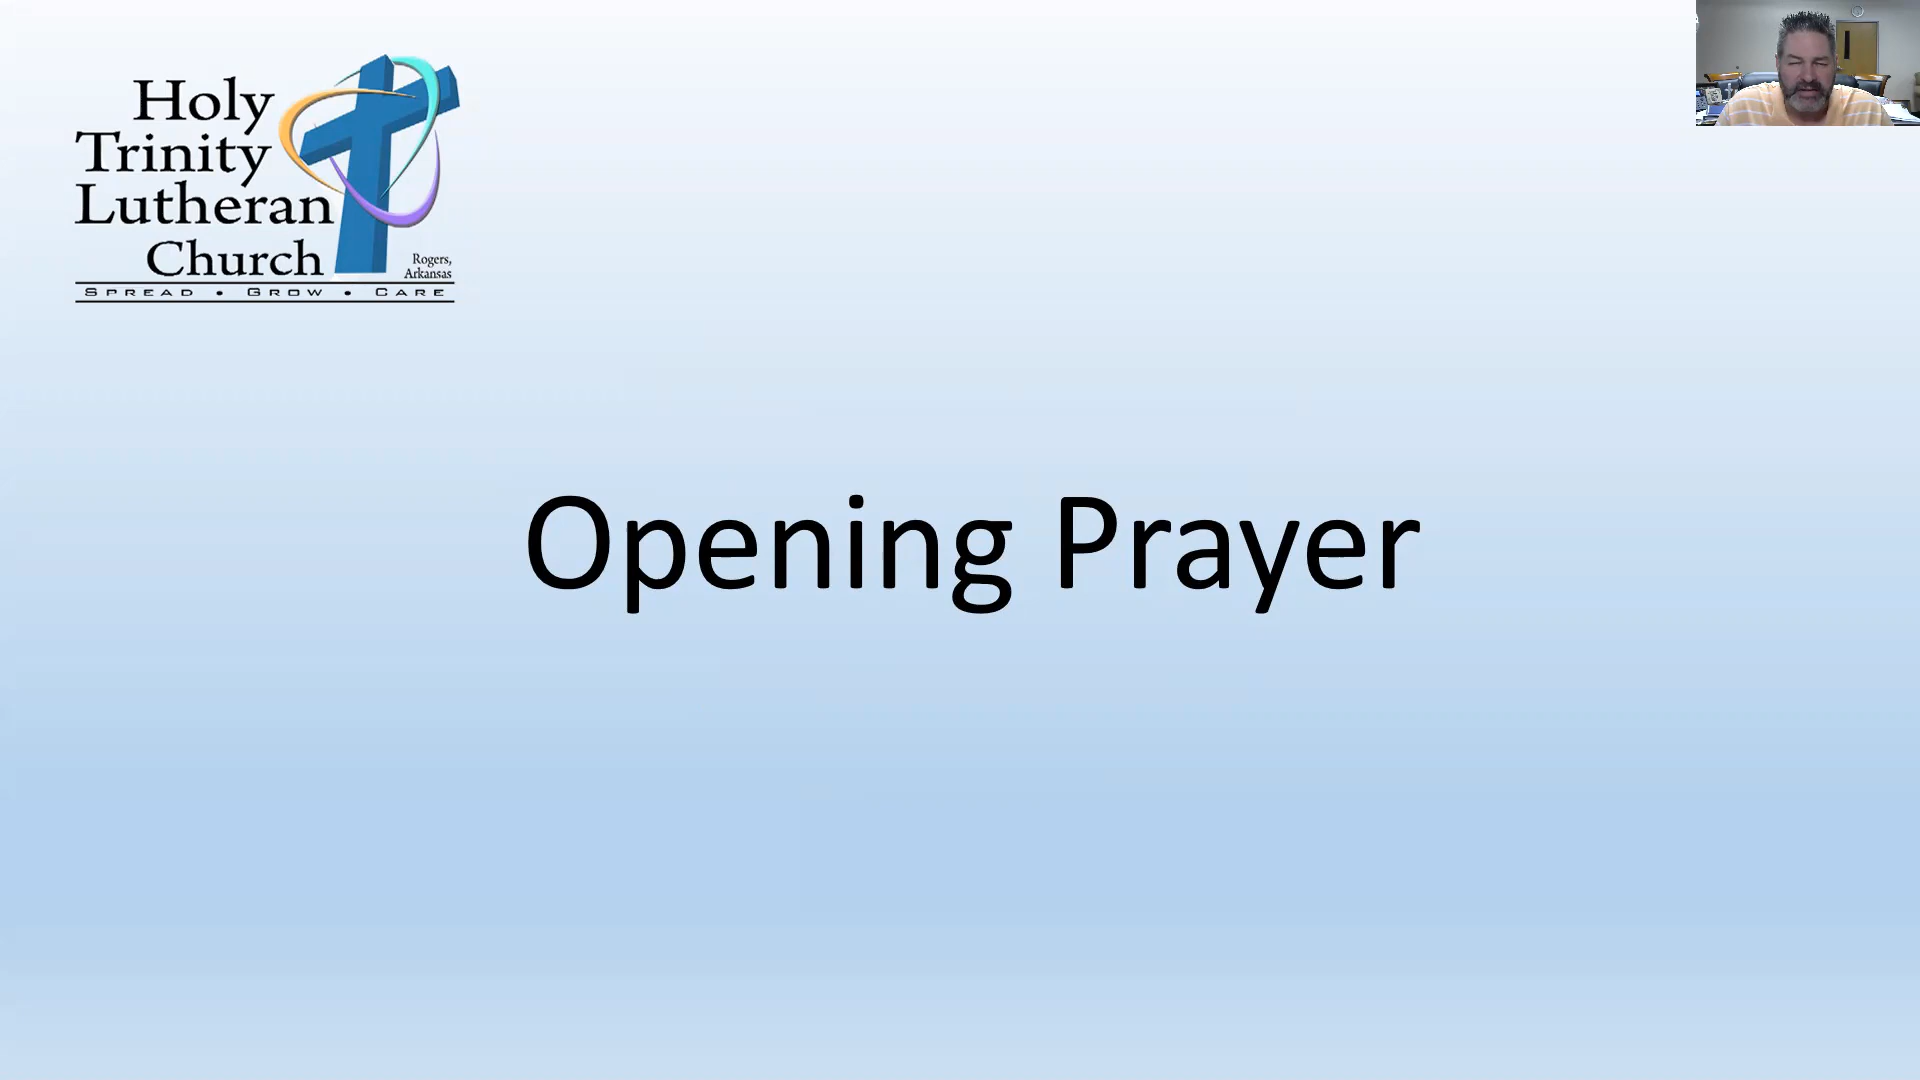 Holy
Trinity
Lutheran
Church
Rogers,
Arkansas
SPREAD • GROW • CARE
Opening Prayer